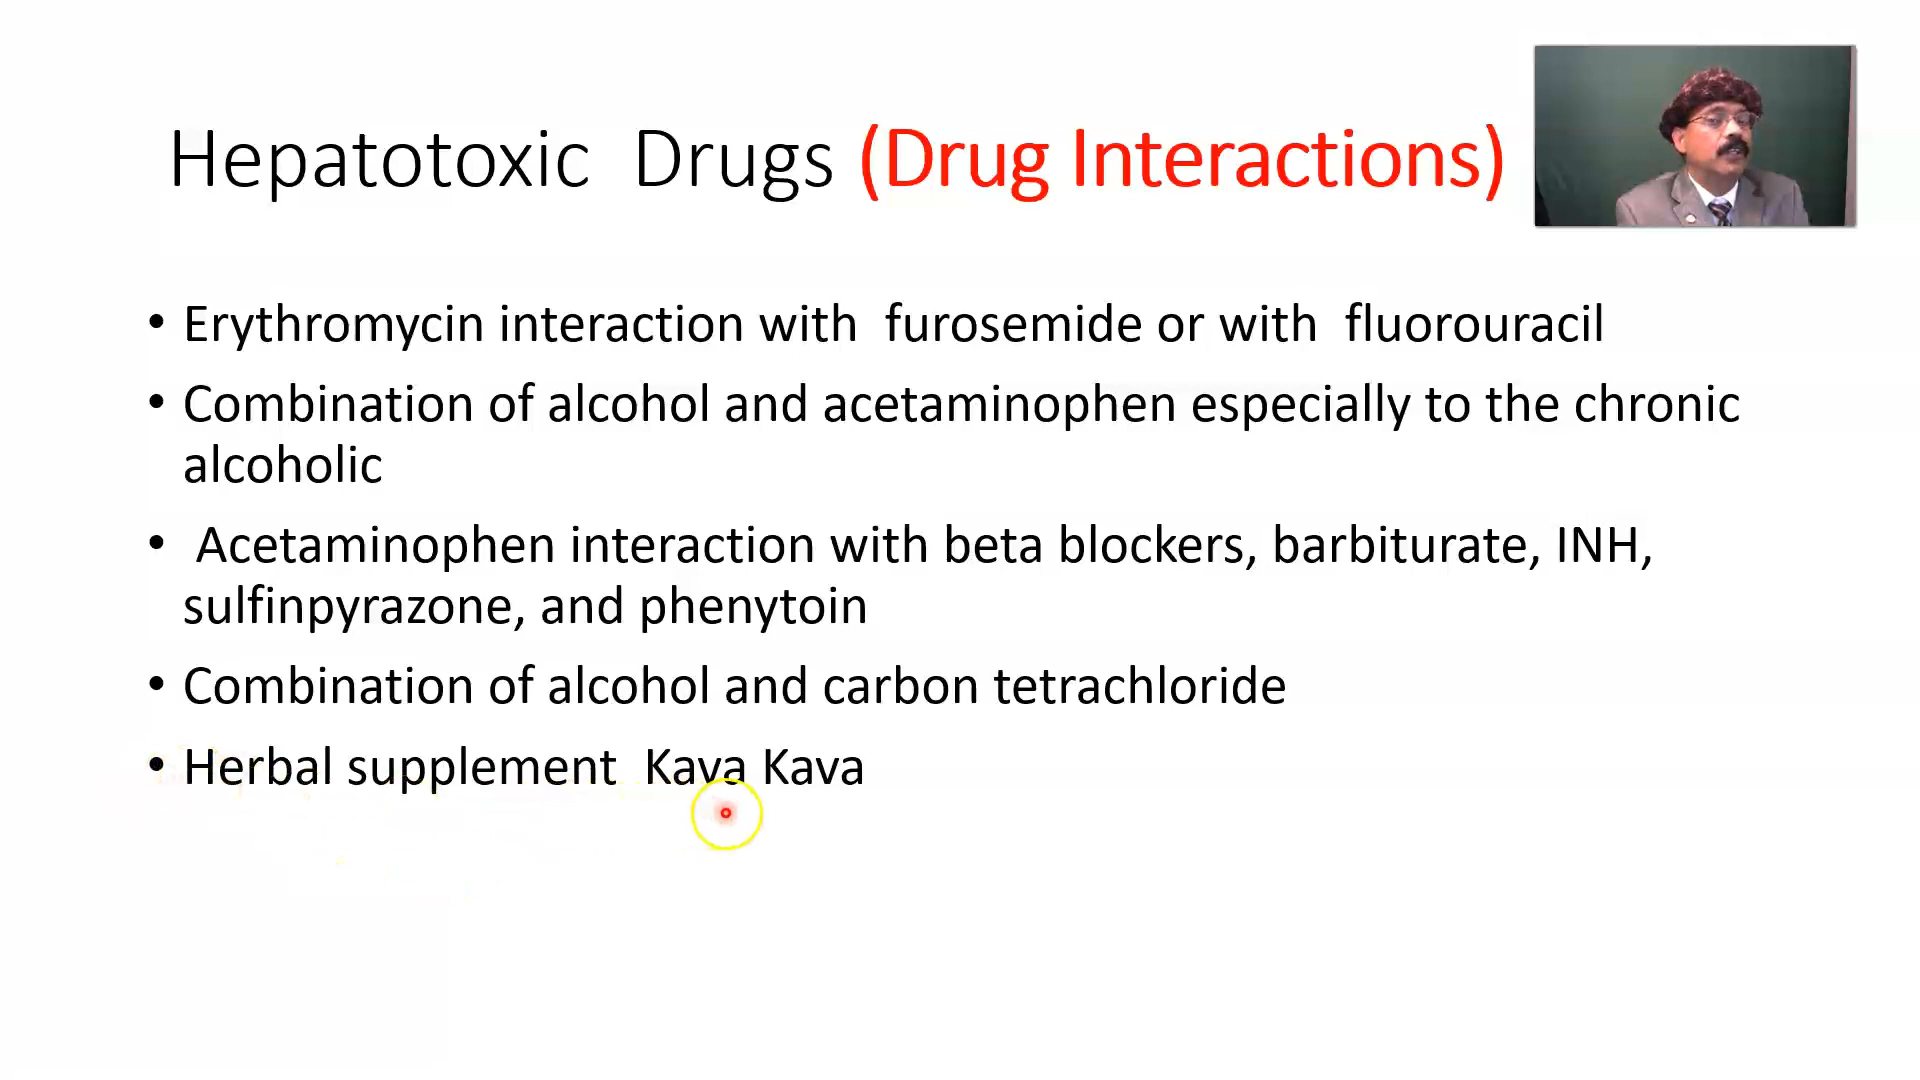 Hepatotoxic Drugs (Drug Interactions)
• Erythromycin interaction with furosemide or with fluorouracil
• Combination of alcohol and acetaminophen especially to the chronic
alcoholic
• Acetaminophen interaction with beta blockers, barbiturate, INH,
sulfinpyrazone, and phenytoin
• Combination of alcohol and carbon tetrachloride
• Herbal supplement Kava Kava